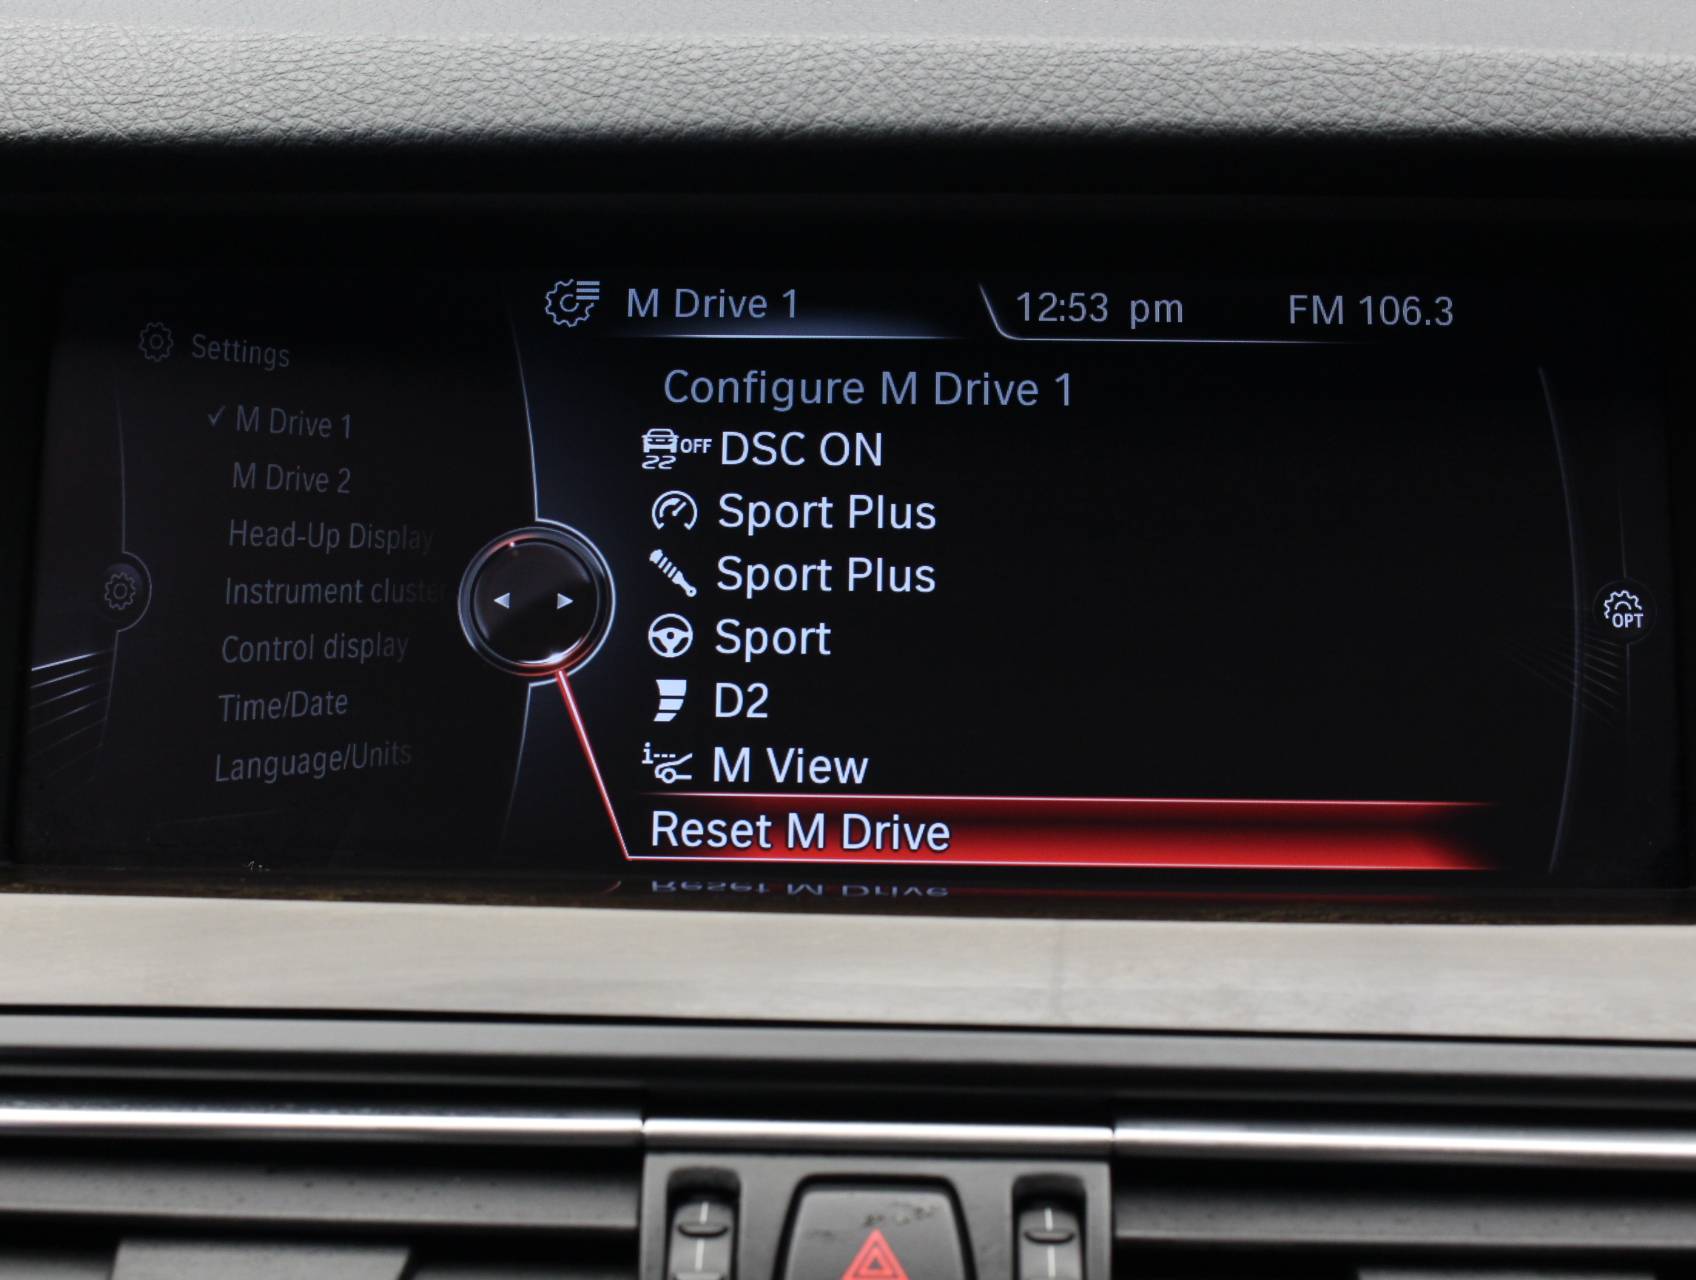 M Drive 1 12:53 pm FM 106.3
Settings
✓ M Drive 1
M Drive 2
Head-Up Display
Instrument cluster
Control display
Time/Date
Language/Units
Configure M Drive 1
OFF DSC ON
Sport Plus
Sport Plus
Sport
D2
i--- M View
Reset M Drive
OPT